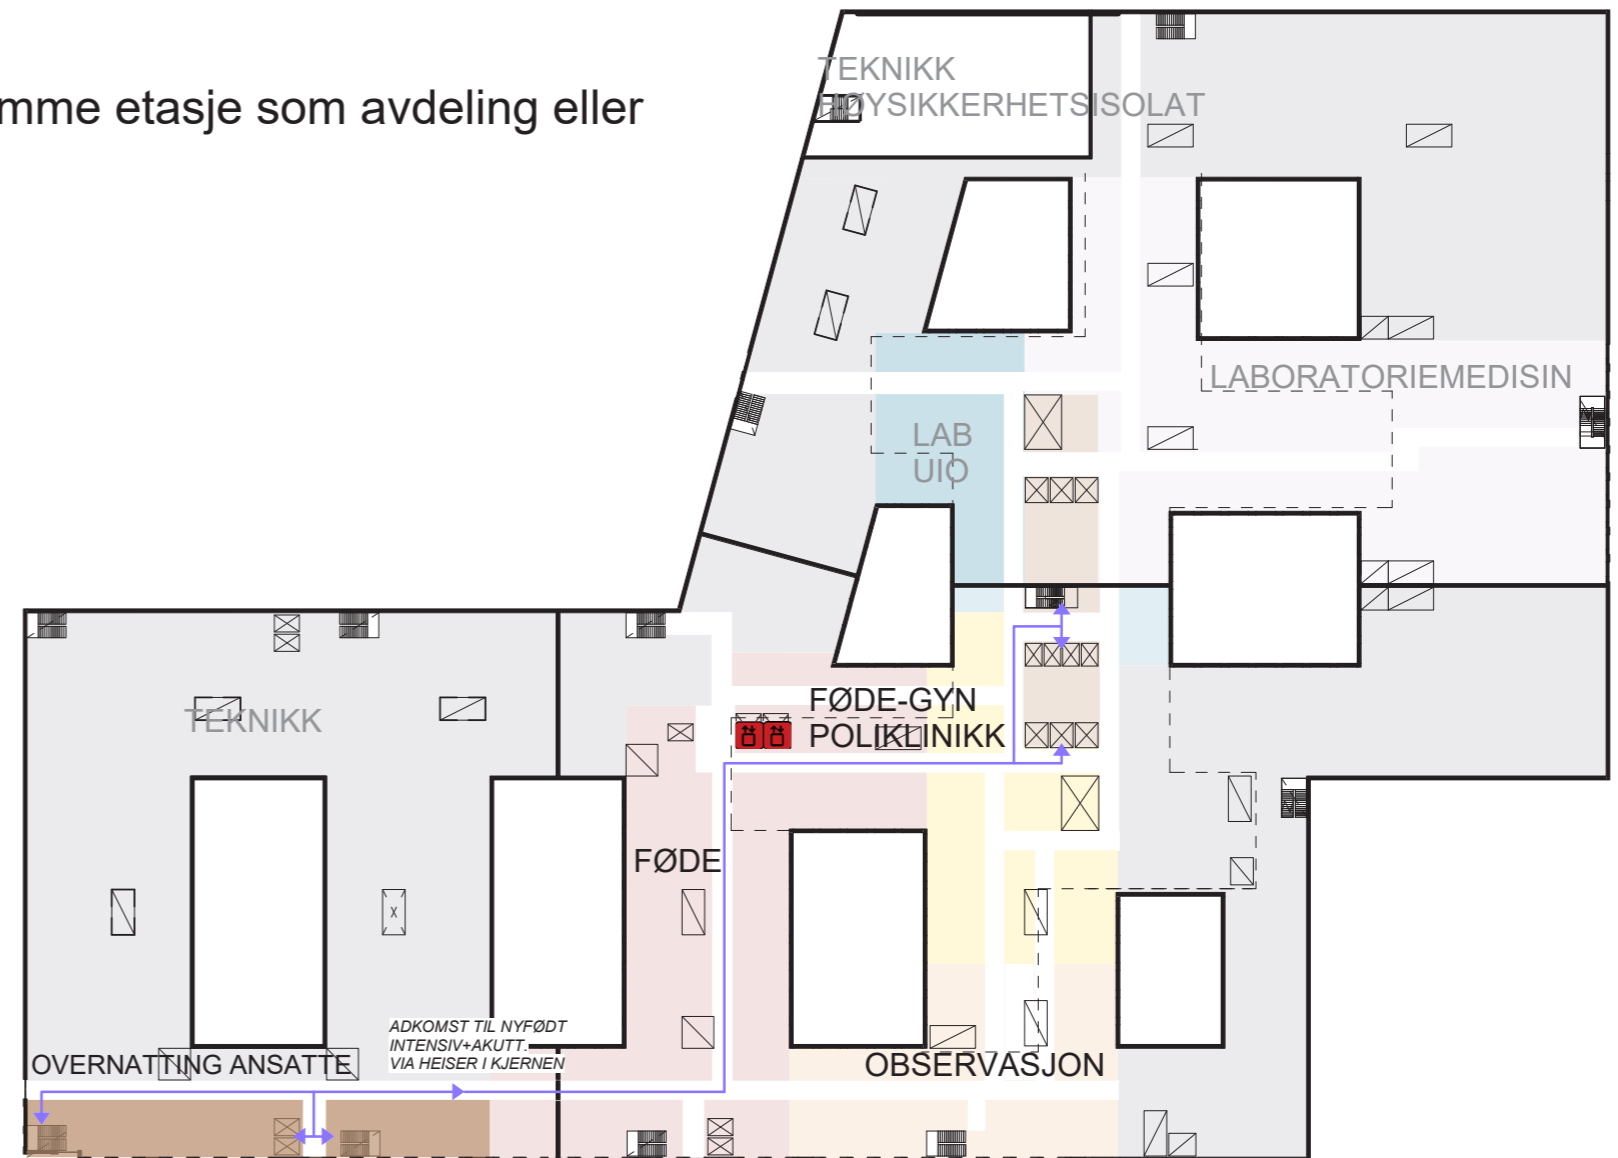 mme etasje som avdeling eller
TEKNIKK
HØYSIKKERHETSISOLAT
LABORATORIEMEDISIN
LAB
UIO
FØDE-GYN
POLIKLINIKK
TEKNIKK
FØDE
ADKOMST TIL NYFØDT
INTENSIV+AKUTT.
VIA HEISER I KJERNEN
OVERNATTING ANSATTE
OBSERVASJON